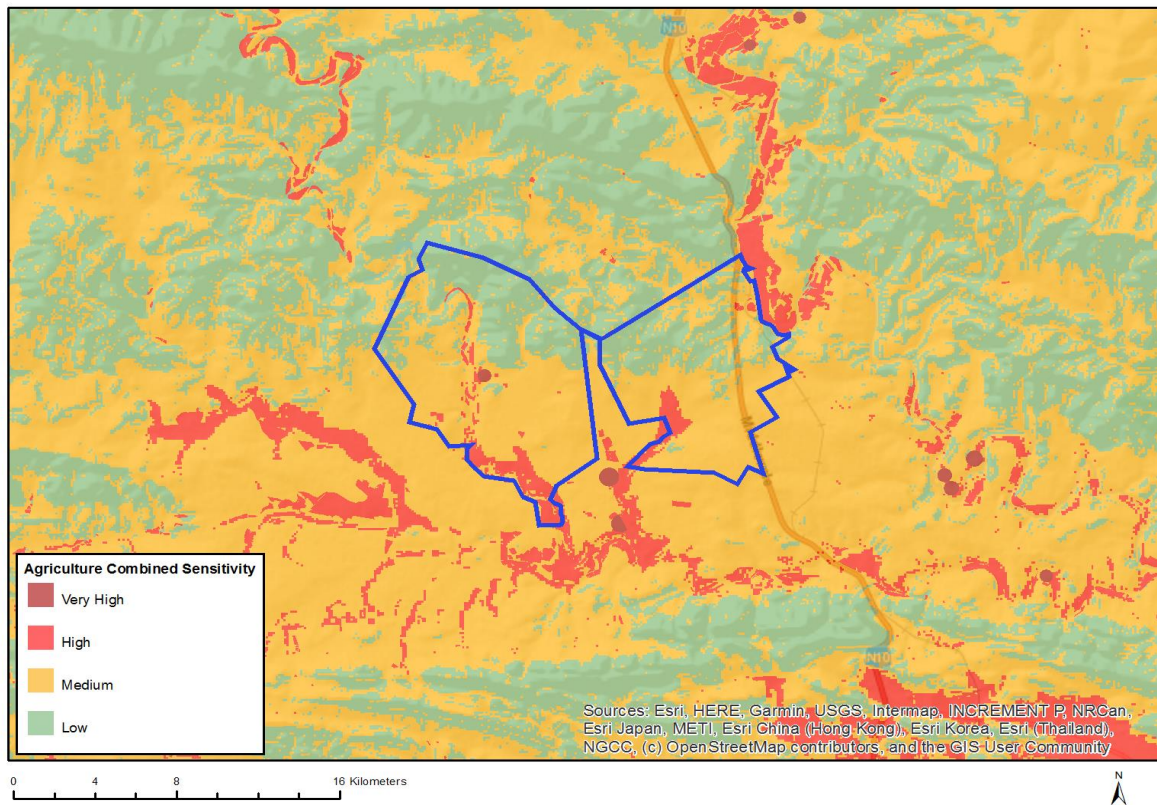 N10
N10
Agriculture Combined Sensitivity
Very High
High
Medium
Low
Sources: Esri, HERE, Garmin, USGS, Intermap, INCREMENT P, NRCan,
Esri Japan, METI, Esri China (Hong Kong), Esri Korea, Esri (Thailand),
NGCC, (c) OpenStreetMap contributors, and the GIS User Community
0 4 8 16 Kilometers
N